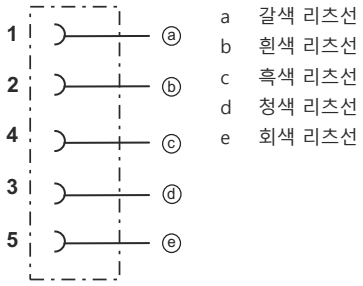 1 ⓐ
2 ⓑ
4 ⓒ
3 ⓓ
5 ⓔ
a 갈색 리츠선
b 흰색 리츠선
c 흑색 리츠선
d 청색 리츠선
e 회색 리츠선